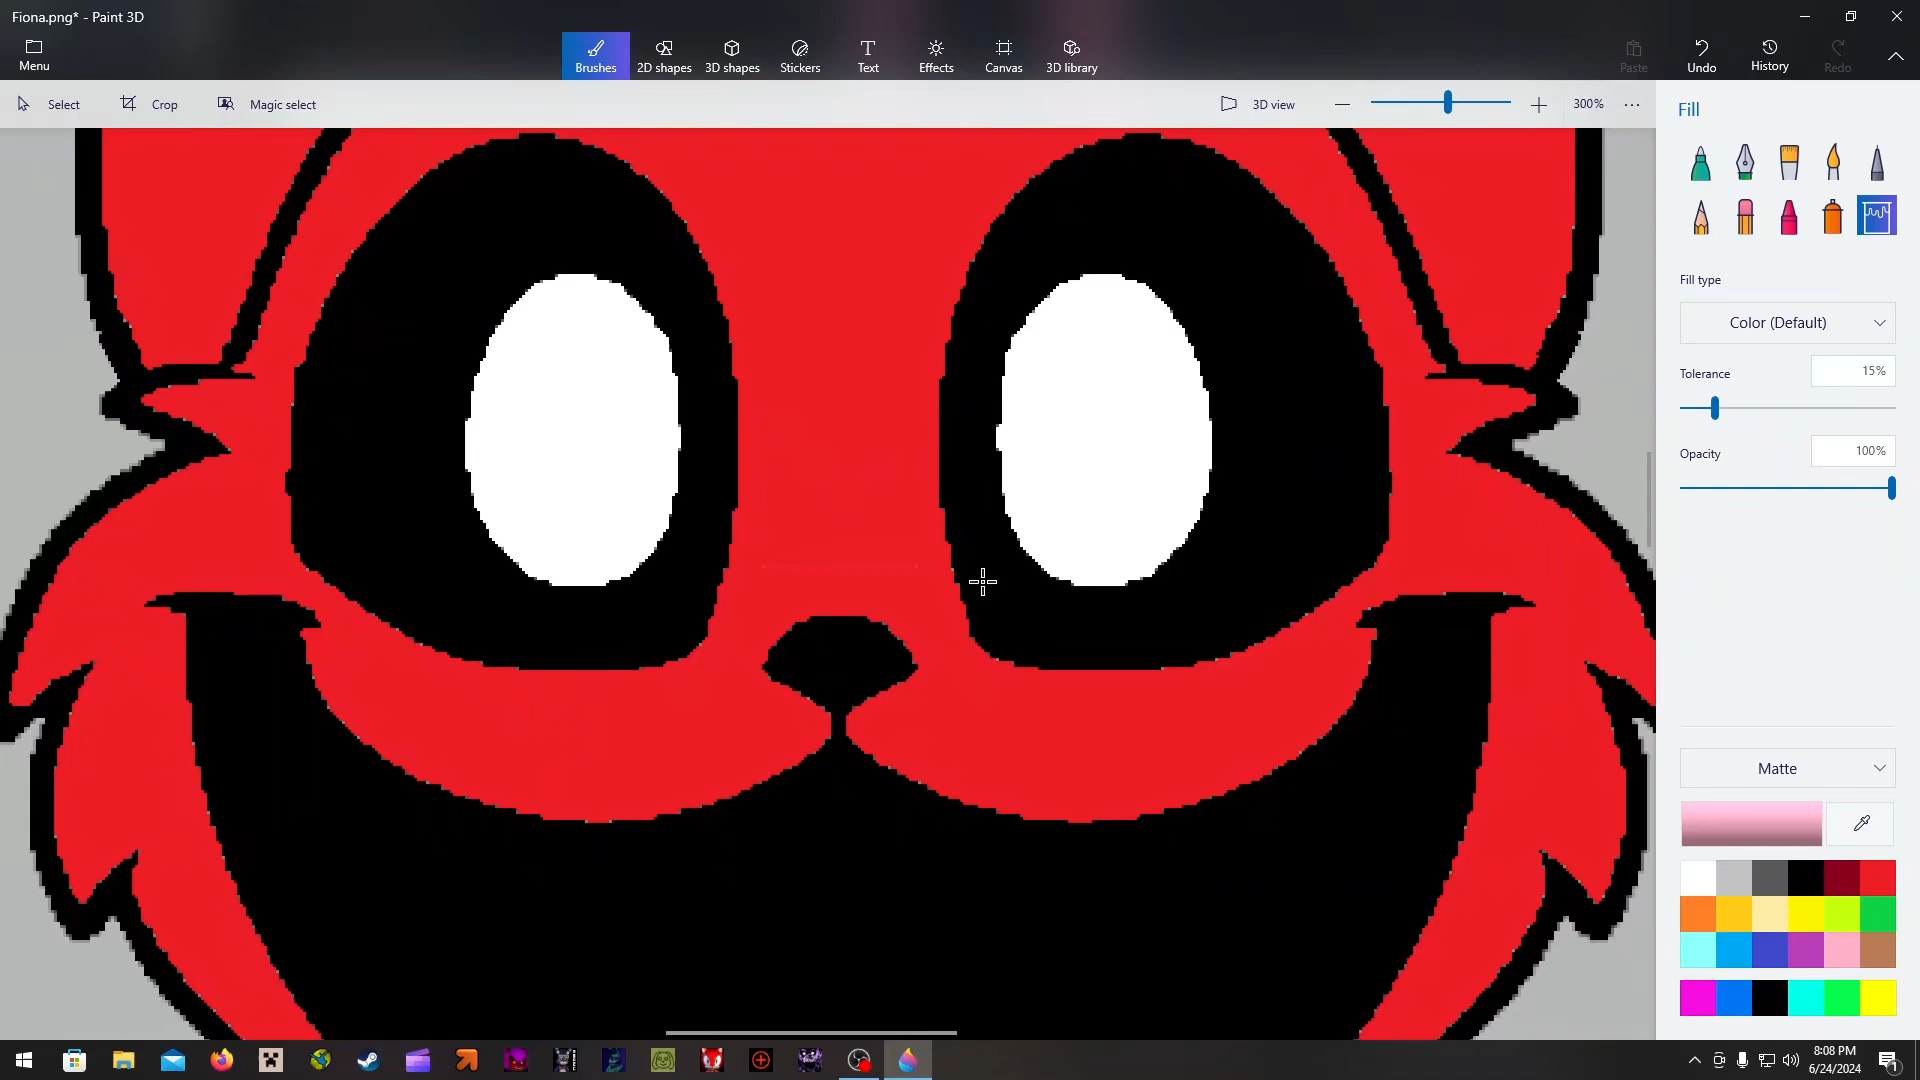 Fiona.png* - Paint 3D
Menu
Brushes
2D shapes
3D shapes
Stickers
Text
Effects
Canvas
3D library
Paste
Undo
History
Redo
Select
Crop
Magic select
3D view
300%
Fill
Fill type
Color (Default)
Tolerance
15%
Opacity
100%
Matte
8:08 PM
6/24/2024
1